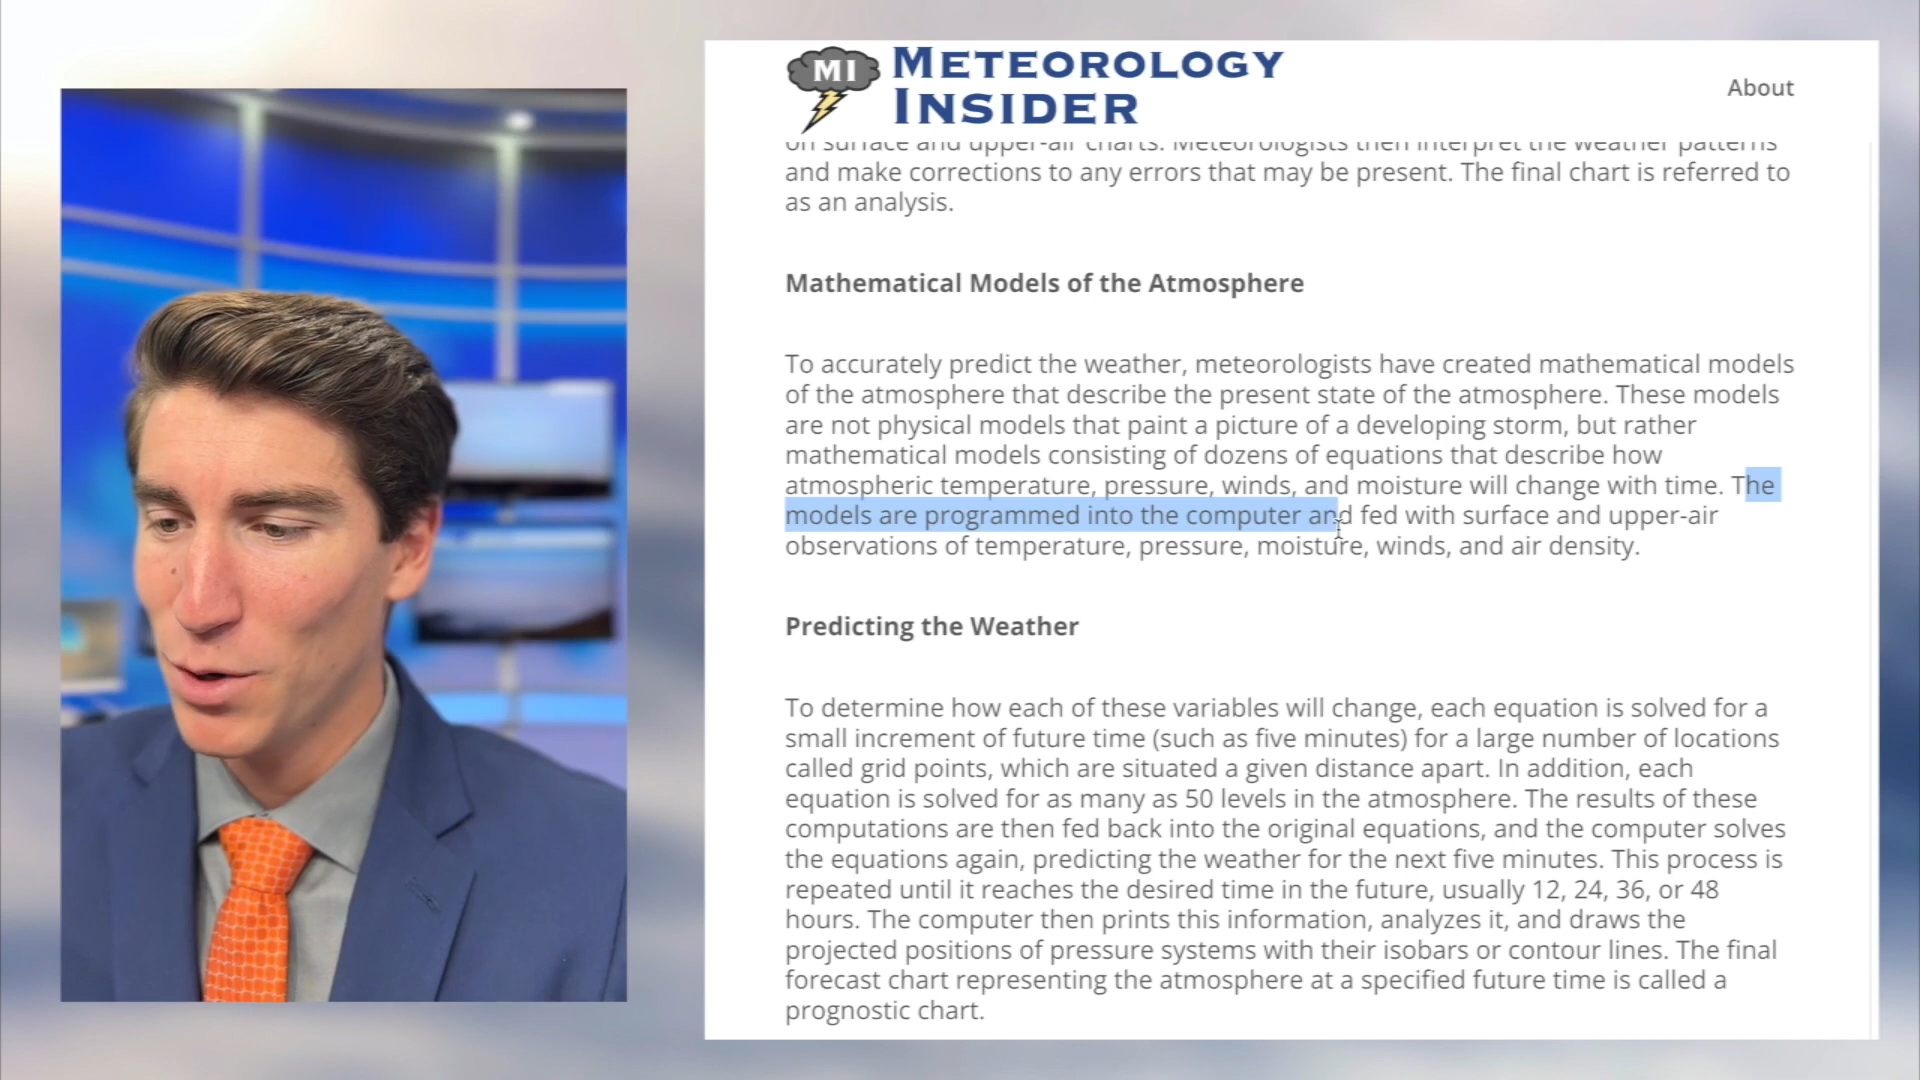 MI
METEOROLOGY
INSIDER
About
on surface and upper-air charts. Meteorologists then interpret the weather patterns
and make corrections to any errors that may be present. The final chart is referred to
as an analysis.
Mathematical Models of the Atmosphere
To accurately predict the weather, meteorologists have created mathematical models
of the atmosphere that describe the present state of the atmosphere. These models
are not physical models that paint a picture of a developing storm, but rather
mathematical models consisting of dozens of equations that describe how
atmospheric temperature, pressure, winds, and moisture will change with time. The
models are programmed into the computer and fed with surface and upper-air
observations of temperature, pressure, moisture, winds, and air density.
Predicting the Weather
To determine how each of these variables will change, each equation is solved for a
small increment of future time (such as five minutes) for a large number of locations
called grid points, which are situated a given distance apart. In addition, each
equation is solved for as many as 50 levels in the atmosphere. The results of these
computations are then fed back into the original equations, and the computer solves
the equations again, predicting the weather for the next five minutes. This process is
repeated until it reaches the desired time in the future, usually 12, 24, 36, or 48
hours. The computer then prints this information, analyzes it, and draws the
projected positions of pressure systems with their isobars or contour lines. The final
forecast chart representing the atmosphere at a specified future time is called a
prognostic chart.